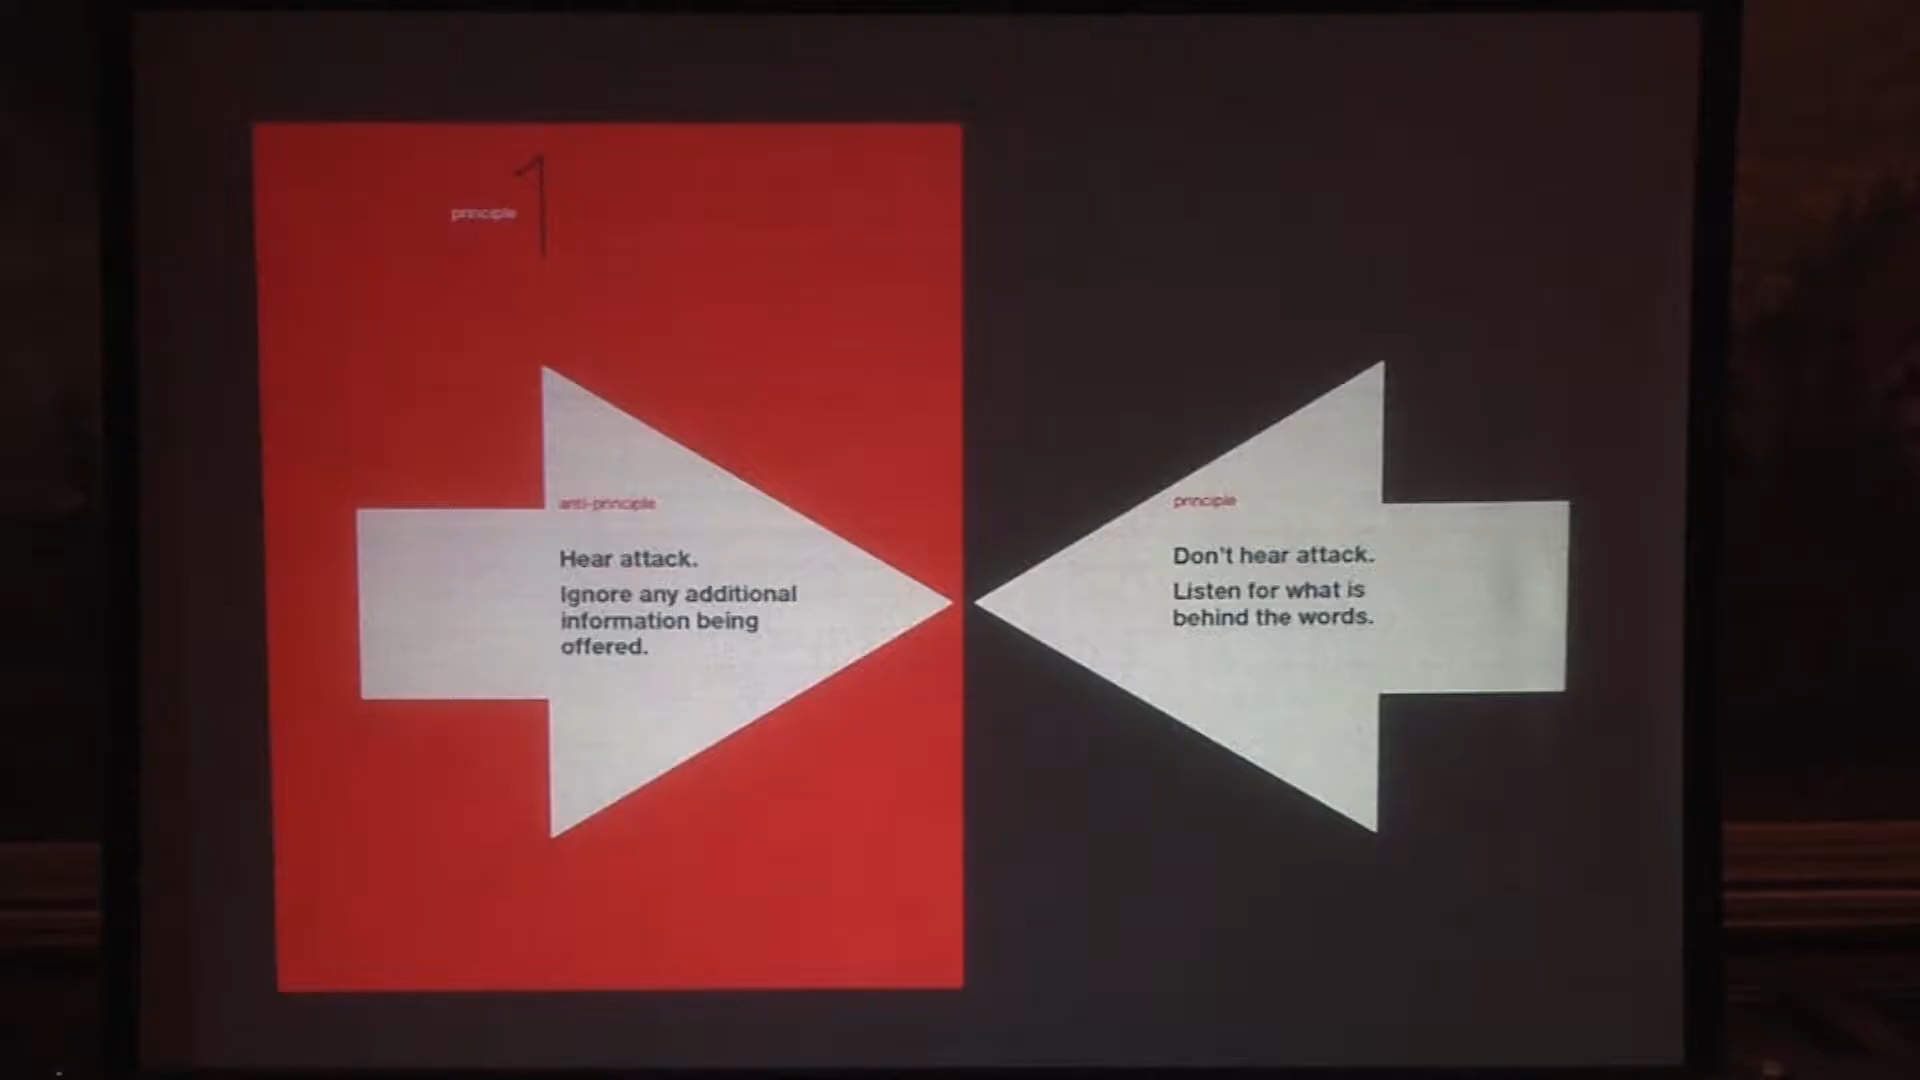 principle 1
anti-principle
Hear attack.
Ignore any additional
information being
offered.
principle
Don't hear attack.
Listen for what is
behind the words.